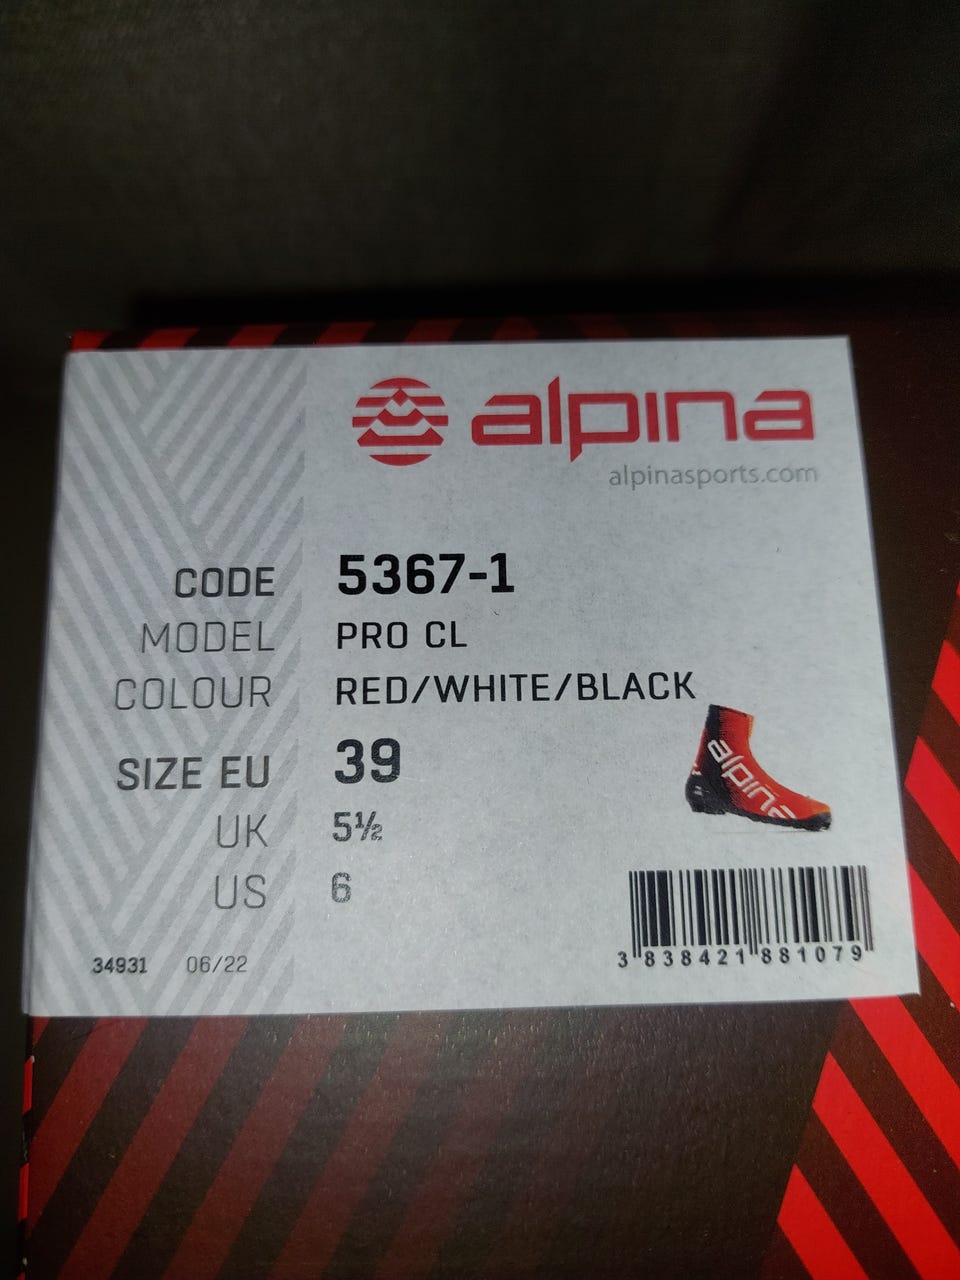 alpina
alpinasports.com
CODE 5367-1
MODEL PRO CL
COLOUR RED/WHITE/BLACK
SIZE EU 39
UK 5½
US 6
alpina
34931 06/22
3 838421 881079